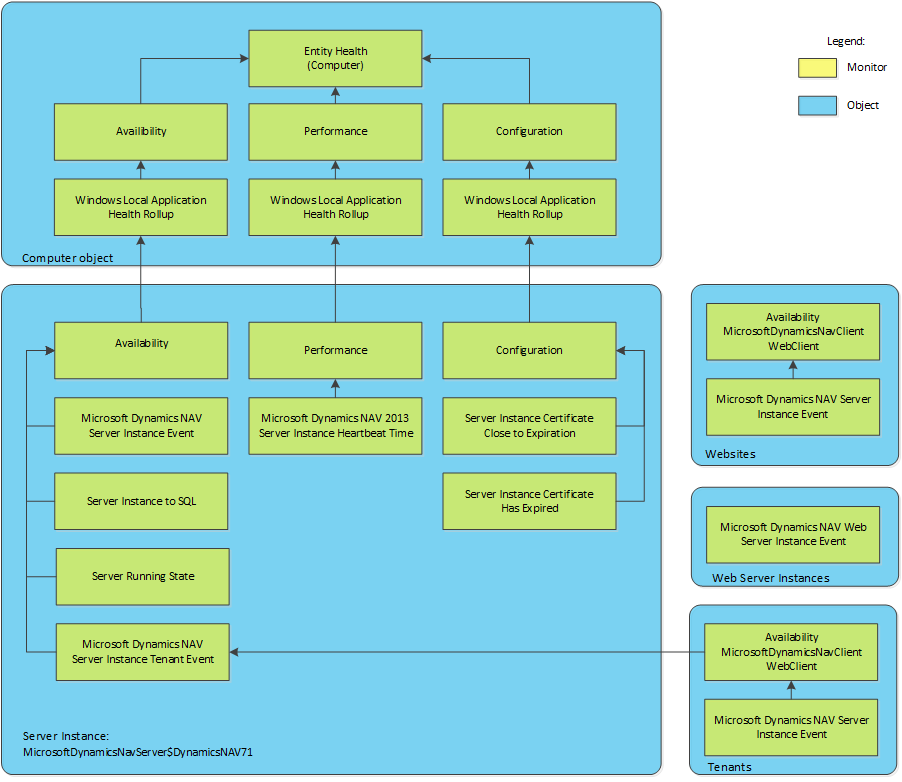 Entity Health
(Computer)
Legend:
Monitor
Object
Availibility
Performance
Configuration
Windows Local Application
Health Rollup
Windows Local Application
Health Rollup
Windows Local Application
Health Rollup
Computer object
Availability
Performance
Configuration
Microsoft Dynamics NAV
Server Instance Event
Microsoft Dynamics NAV 2013
Server Instance Heartbeat Time
Server Instance Certificate
Close to Expiration
Server Instance to SQL
Server Instance Certificate
Has Expired
Server Running State
Microsoft Dynamics NAV
Server Instance Tenant Event
Server Instance:
MicrosoftDynamicsNavServer$DynamicsNAV71
Availability
MicrosoftDynamicsNavClient
WebClient
Microsoft Dynamics NAV Server
Instance Event
Websites
Microsoft Dynamics NAV Web
Server Instance Event
Web Server Instances
Availability
MicrosoftDynamicsNavClient
WebClient
Microsoft Dynamics NAV Server
Instance Event
Tenants